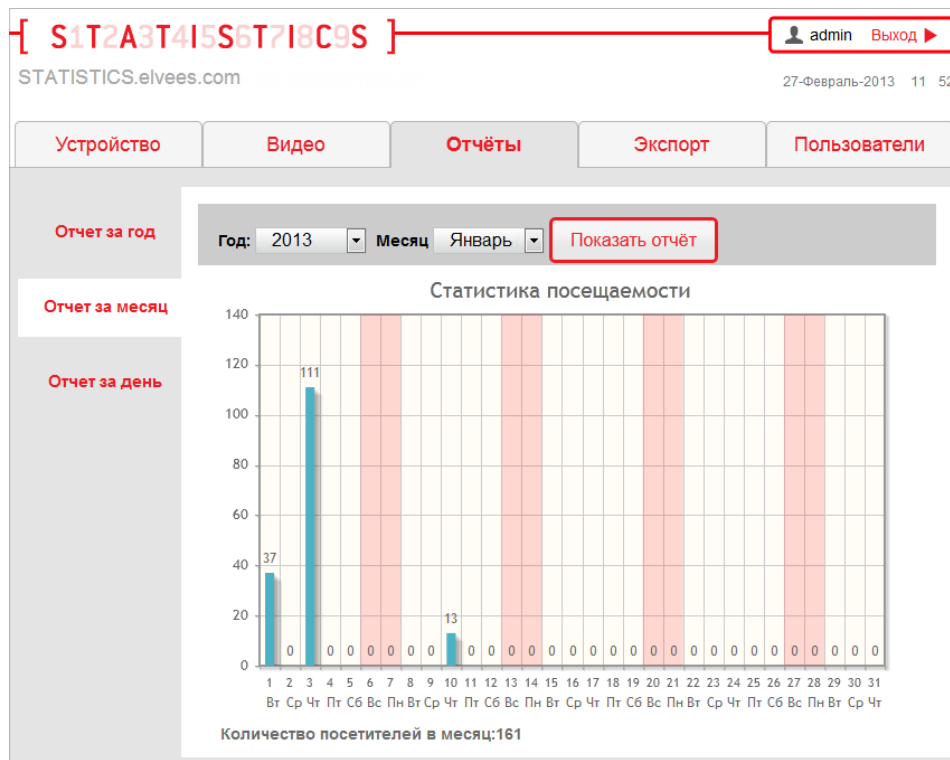 [ S1T2A3T4I5S6T7I8C9S ]
admin Выход
STATISTICS.elvees.com
27-Февраль-2013 11 52
Устройство Видео Отчёты Экспорт Пользователи
Отчет за год
Год: 2013 Месяц Январь Показать отчёт
Отчет за месяц
Отчет за день
Статистика посещаемости
140
120
100
80
60
40
20
0
37 0 111 0 0 0 0 0 0 13 0 0 0 0 0 0 0 0 0 0 0 0 0 0 0 0 0 0 0 0 0
1 2 3 4 5 6 7 8 9 10 11 12 13 14 15 16 17 18 19 20 21 22 23 24 25 26 27 28 29 30 31
Вт Ср Чт Пт Сб Вс Пн Вт Ср Чт Пт Сб Вс Пн Вт Ср Чт Пт Сб Вс Пн Вт Ср Чт Пт Сб Вс Пн Вт Ср Чт
Количество посетителей в месяц:161